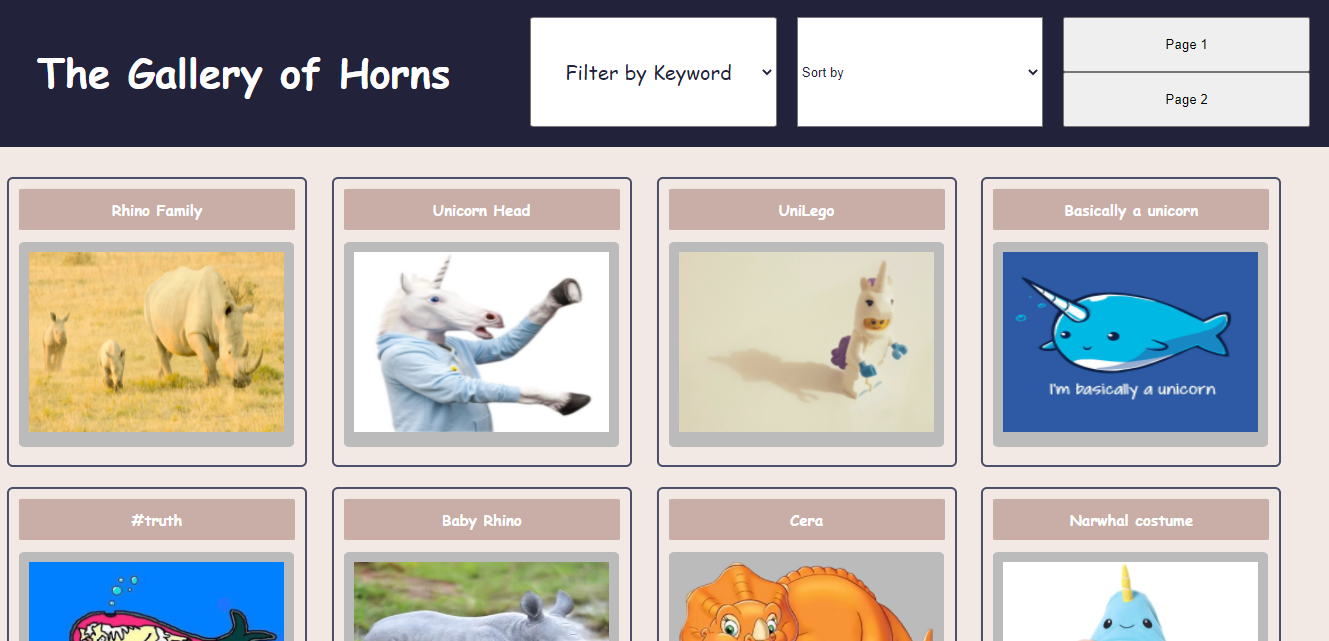 The Gallery of Horns
Filter by Keyword
Sort by
Page 1
Page 2
Rhino Family
Unicorn Head
UniLego
Basically a unicorn
I'm basically a unicorn
#truth
Baby Rhino
Cera
Narwhal costume